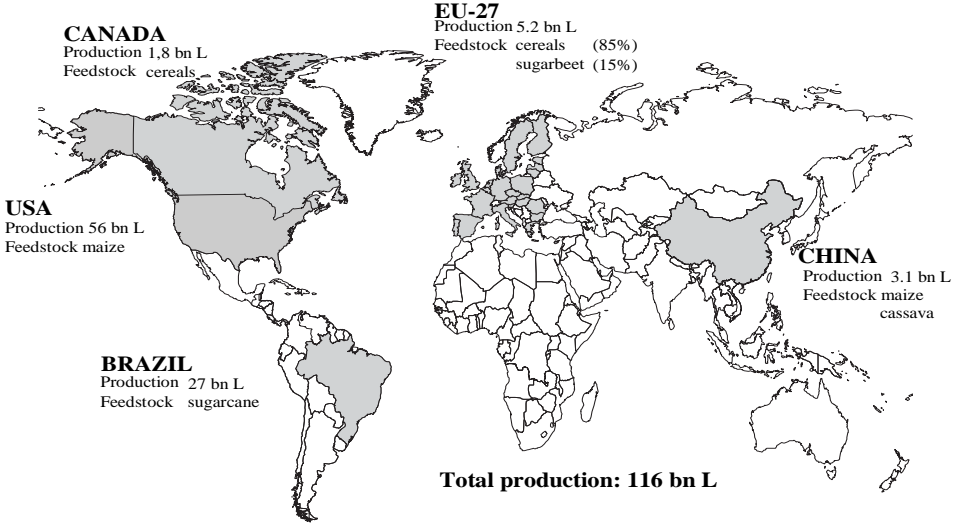 EU-27
Production 5.2 bn L
Feedstock cereals (85%)
sugarbeet (15%)
CANADA
Production 1,8 bn L
Feedstock cereals
USA
Production 56 bn L
Feedstock maize
CHINA
Production 3.1 bn L
Feedstock maize
cassava
BRAZIL
Production 27 bn L
Feedstock sugarcane
Total production: 116 bn L